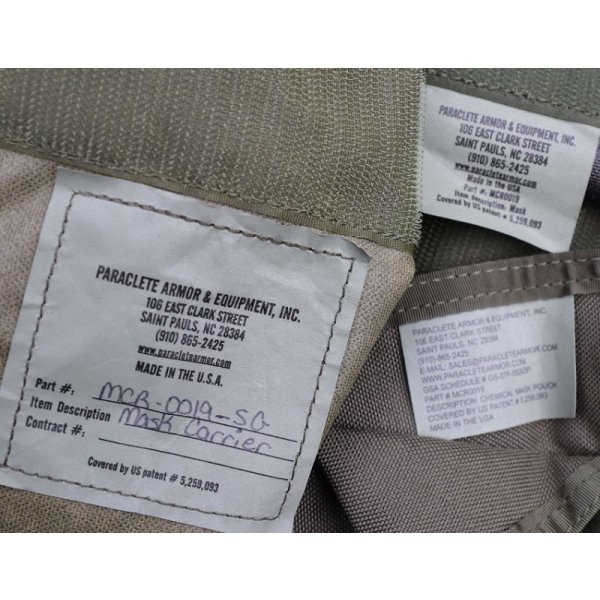 PARACLETE ARMOR & EQUIPMENT, INC.
106 EAST CLARK STREET
SAINT PAULS, NC 28384
(910) 865-2425
www.paracletearmor.com
MADE IN THE U.S.A.
Part #: MCR-0019-SG
Item Description Mask Carrier
Contract #:
Covered by US patent # 5,259,093
PARACLETE ARMOR & EQUIPMENT, INC.
106 EAST CLARK STREET
SAINT PAULS, NC 28384
(910) 865-2425
www.paracletearmor.com
Made in the USA
Part #: MCR0019
Item description: Mask
Covered by US patent # 5,259,093
PARACLETE ARMOR & EQUIPMENT, INC.
106 EAST CLARK STREET
SAINT PAULS, NC 28384
(910)-865-2425
E-MAIL: SALES@PARACLETEARMOR.COM
WWW.PARACLETEARMOR.COM
GSA SCHEDULE #
PART # MCR0019
DESCRIPTION: CHEMICAL MASK POUCH
COVERED BY US PATENT # 5,259,093
MADE IN USA